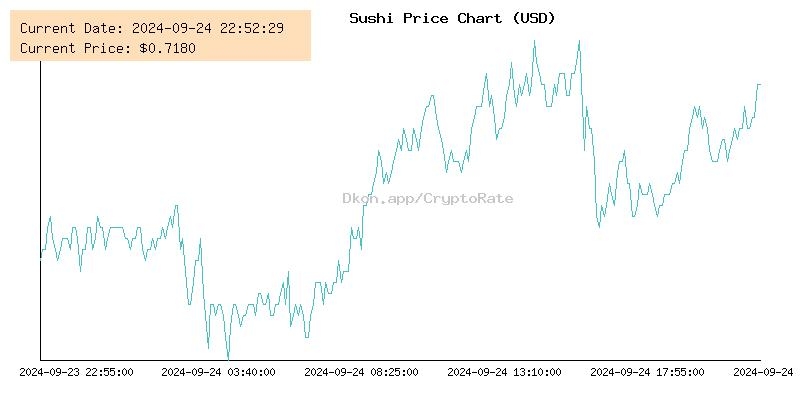 Sushi Price Chart (USD)
Current Date: 2024-09-24 22:52:29
Current Price: $0.7180
Dkon.app/CryptoRate
2024-09-23 22:55:00 2024-09-24 03:40:00 2024-09-24 08:25:00 2024-09-24 13:10:00 2024-09-24 17:55:00 2024-09-24